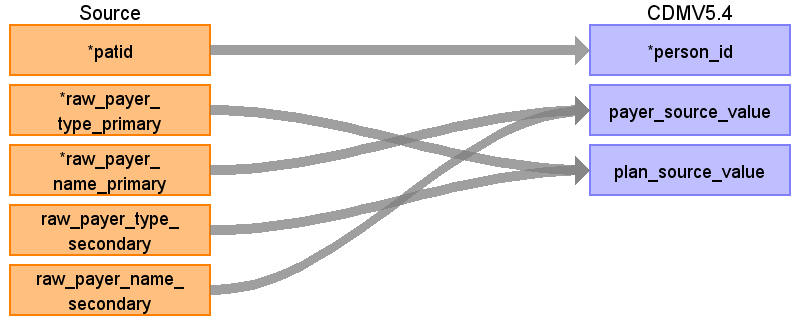 Source
CDMV5.4
*patid
*person_id
*raw_payer_
type_primary
payer_source_value
*raw_payer_
name_primary
plan_source_value
raw_payer_type_
secondary
raw_payer_name_
secondary